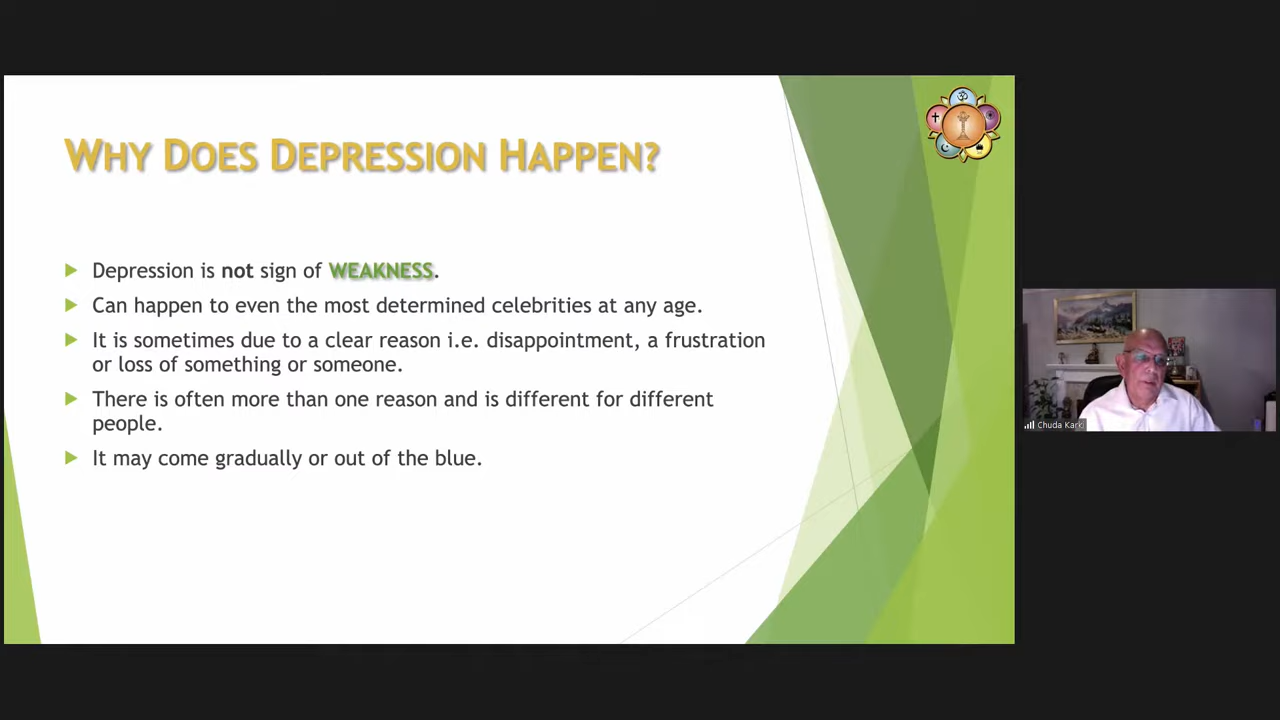 WHY DOES DEPRESSION HAPPEN?
Depression is not sign of WEAKNESS.
Can happen to even the most determined celebrities at any age.
It is sometimes due to a clear reason i.e. disappointment, a frustration
or loss of something or someone.
There is often more than one reason and is different for different
people.
It may come gradually or out of the blue.
Chuda Karki